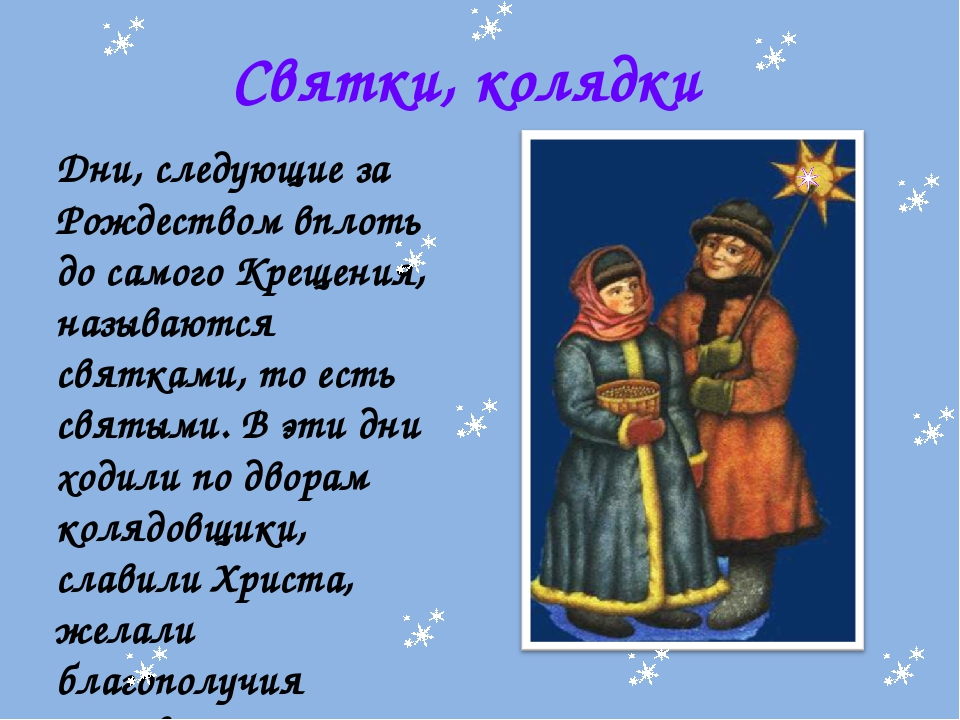 Святки, колядки
Дни, следующие за
Рождеством вплоть
до самого Крещения,
называются
святками, то есть
святыми. В эти дни
ходили по дворам
колядовщики,
славили Христа,
желали
благополучия